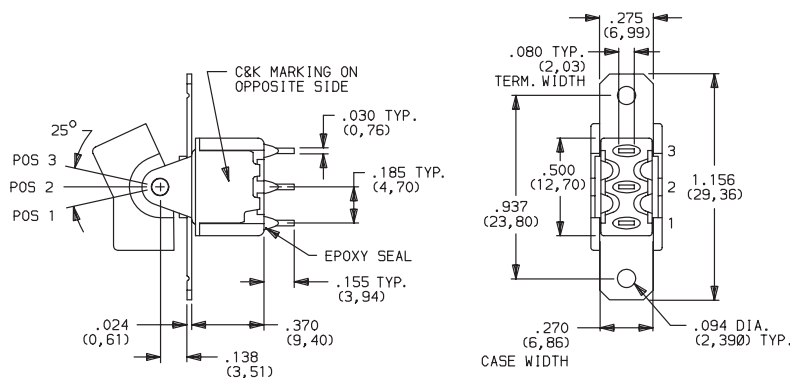 C&K MARKING ON
OPPOSITE SIDE
25°
POS 3
POS 2
POS 1
.030 TYP.
(0,76)
.185 TYP.
(4,70)
EPOXY SEAL
.155 TYP.
(3,94)
.024
(0,61)
.370
(9,40)
.138
(3,51)
.275
(6,99)
.080 TYP.
(2,03)
TERM. WIDTH
3
2
1
.500
(12,70)
.937
(23,80)
1.156
(29,36)
.270
(6,86)
CASE WIDTH
.094 DIA.
(2,390) TYP.